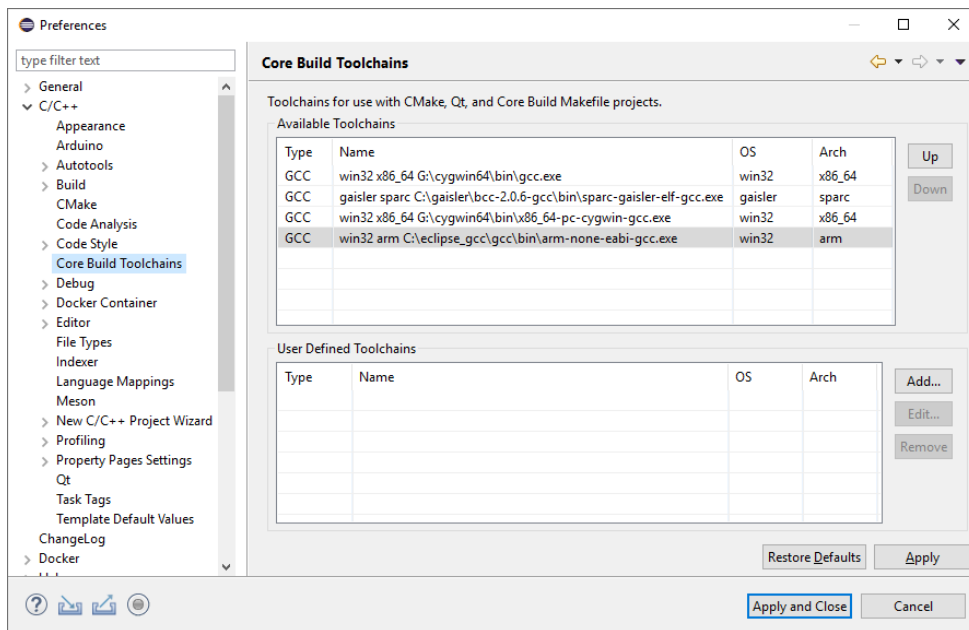 Preferences
type filter text
General
C/C++
Appearance
Arduino
Autotools
Build
CMake
Code Analysis
Code Style
Core Build Toolchains
Debug
Docker Container
Editor
File Types
Indexer
Language Mappings
Meson
New C/C++ Project Wizard
Profiling
Property Pages Settings
Qt
Task Tags
Template Default Values
ChangeLog
Docker
Core Build Toolchains
Toolchains for use with CMake, Qt, and Core Build Makefile projects.
Available Toolchains
Type Name OS Arch
GCC win32 x86_64 G:\cygwin64\bin\gcc.exe win32 x86_64
GCC gaisler sparc C:\gaisler\bcc-2.0.6-gcc\bin\sparc-gaisler-elf-gcc.exe gaisler sparc
GCC win32 x86_64 G:\cygwin64\bin\x86_64-pc-cygwin-gcc.exe win32 x86_64
GCC win32 arm C:\eclipse_gcc\gcc\bin\arm-none-eabi-gcc.exe win32 arm
Up
Down
User Defined Toolchains
Type Name OS Arch
Add...
Edit...
Remove
Restore Defaults Apply
Apply and Close Cancel